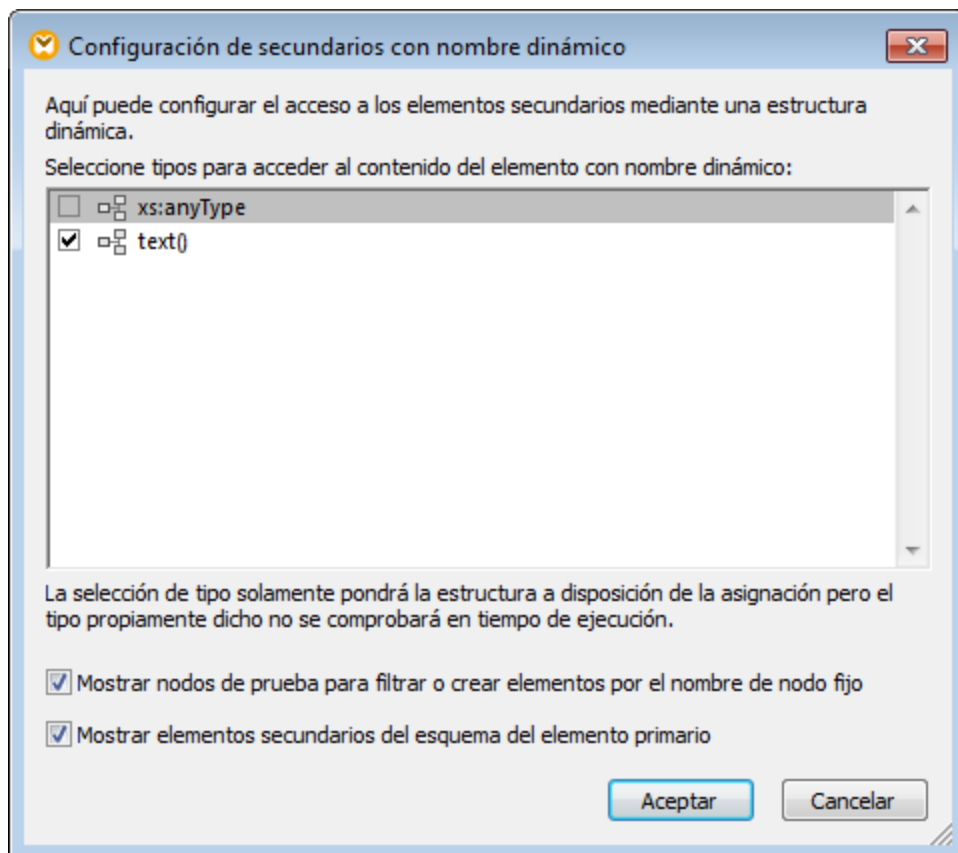 Configuración de secundarios con nombre dinámico
Aquí puede configurar el acceso a los elementos secundarios mediante una estructura
dinámica.
Seleccione tipos para acceder al contenido del elemento con nombre dinámico:
xs:anyType
text()
La selección de tipo solamente pondrá la estructura a disposición de la asignación pero el
tipo propiamente dicho no se comprobará en tiempo de ejecución.
Mostrar nodos de prueba para filtrar o crear elementos por el nombre de nodo fijo
Mostrar elementos secundarios del esquema del elemento primario
Aceptar Cancelar